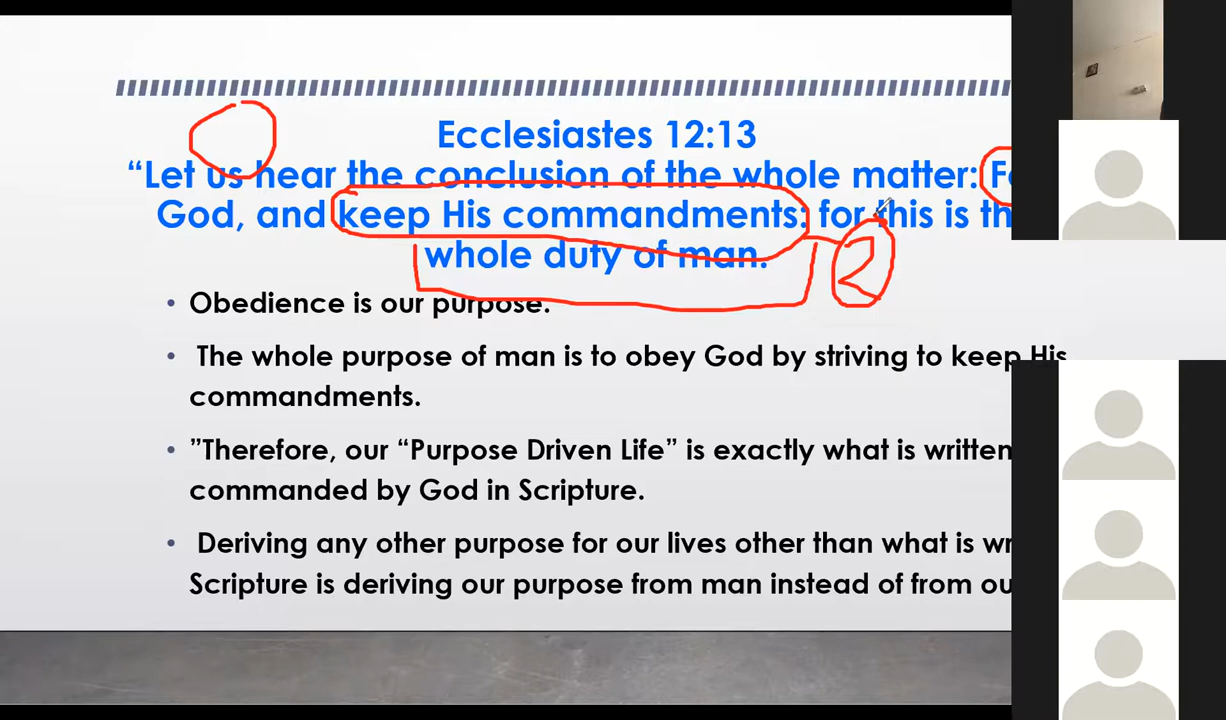 Ecclesiastes 12:13
“Let us hear the conclusion of the whole matter:
God, and keep His commandments: for this is
whole duty of man.
2
• Obedience is our purpose.
• The whole purpose of man is to obey God by striving to keep His
commandments.
• ”Therefore, our “Purpose Driven Life” is exactly what is written
commanded by God in Scripture.
• Deriving any other purpose for our lives other than what is
Scripture is deriving our purpose from man instead of from